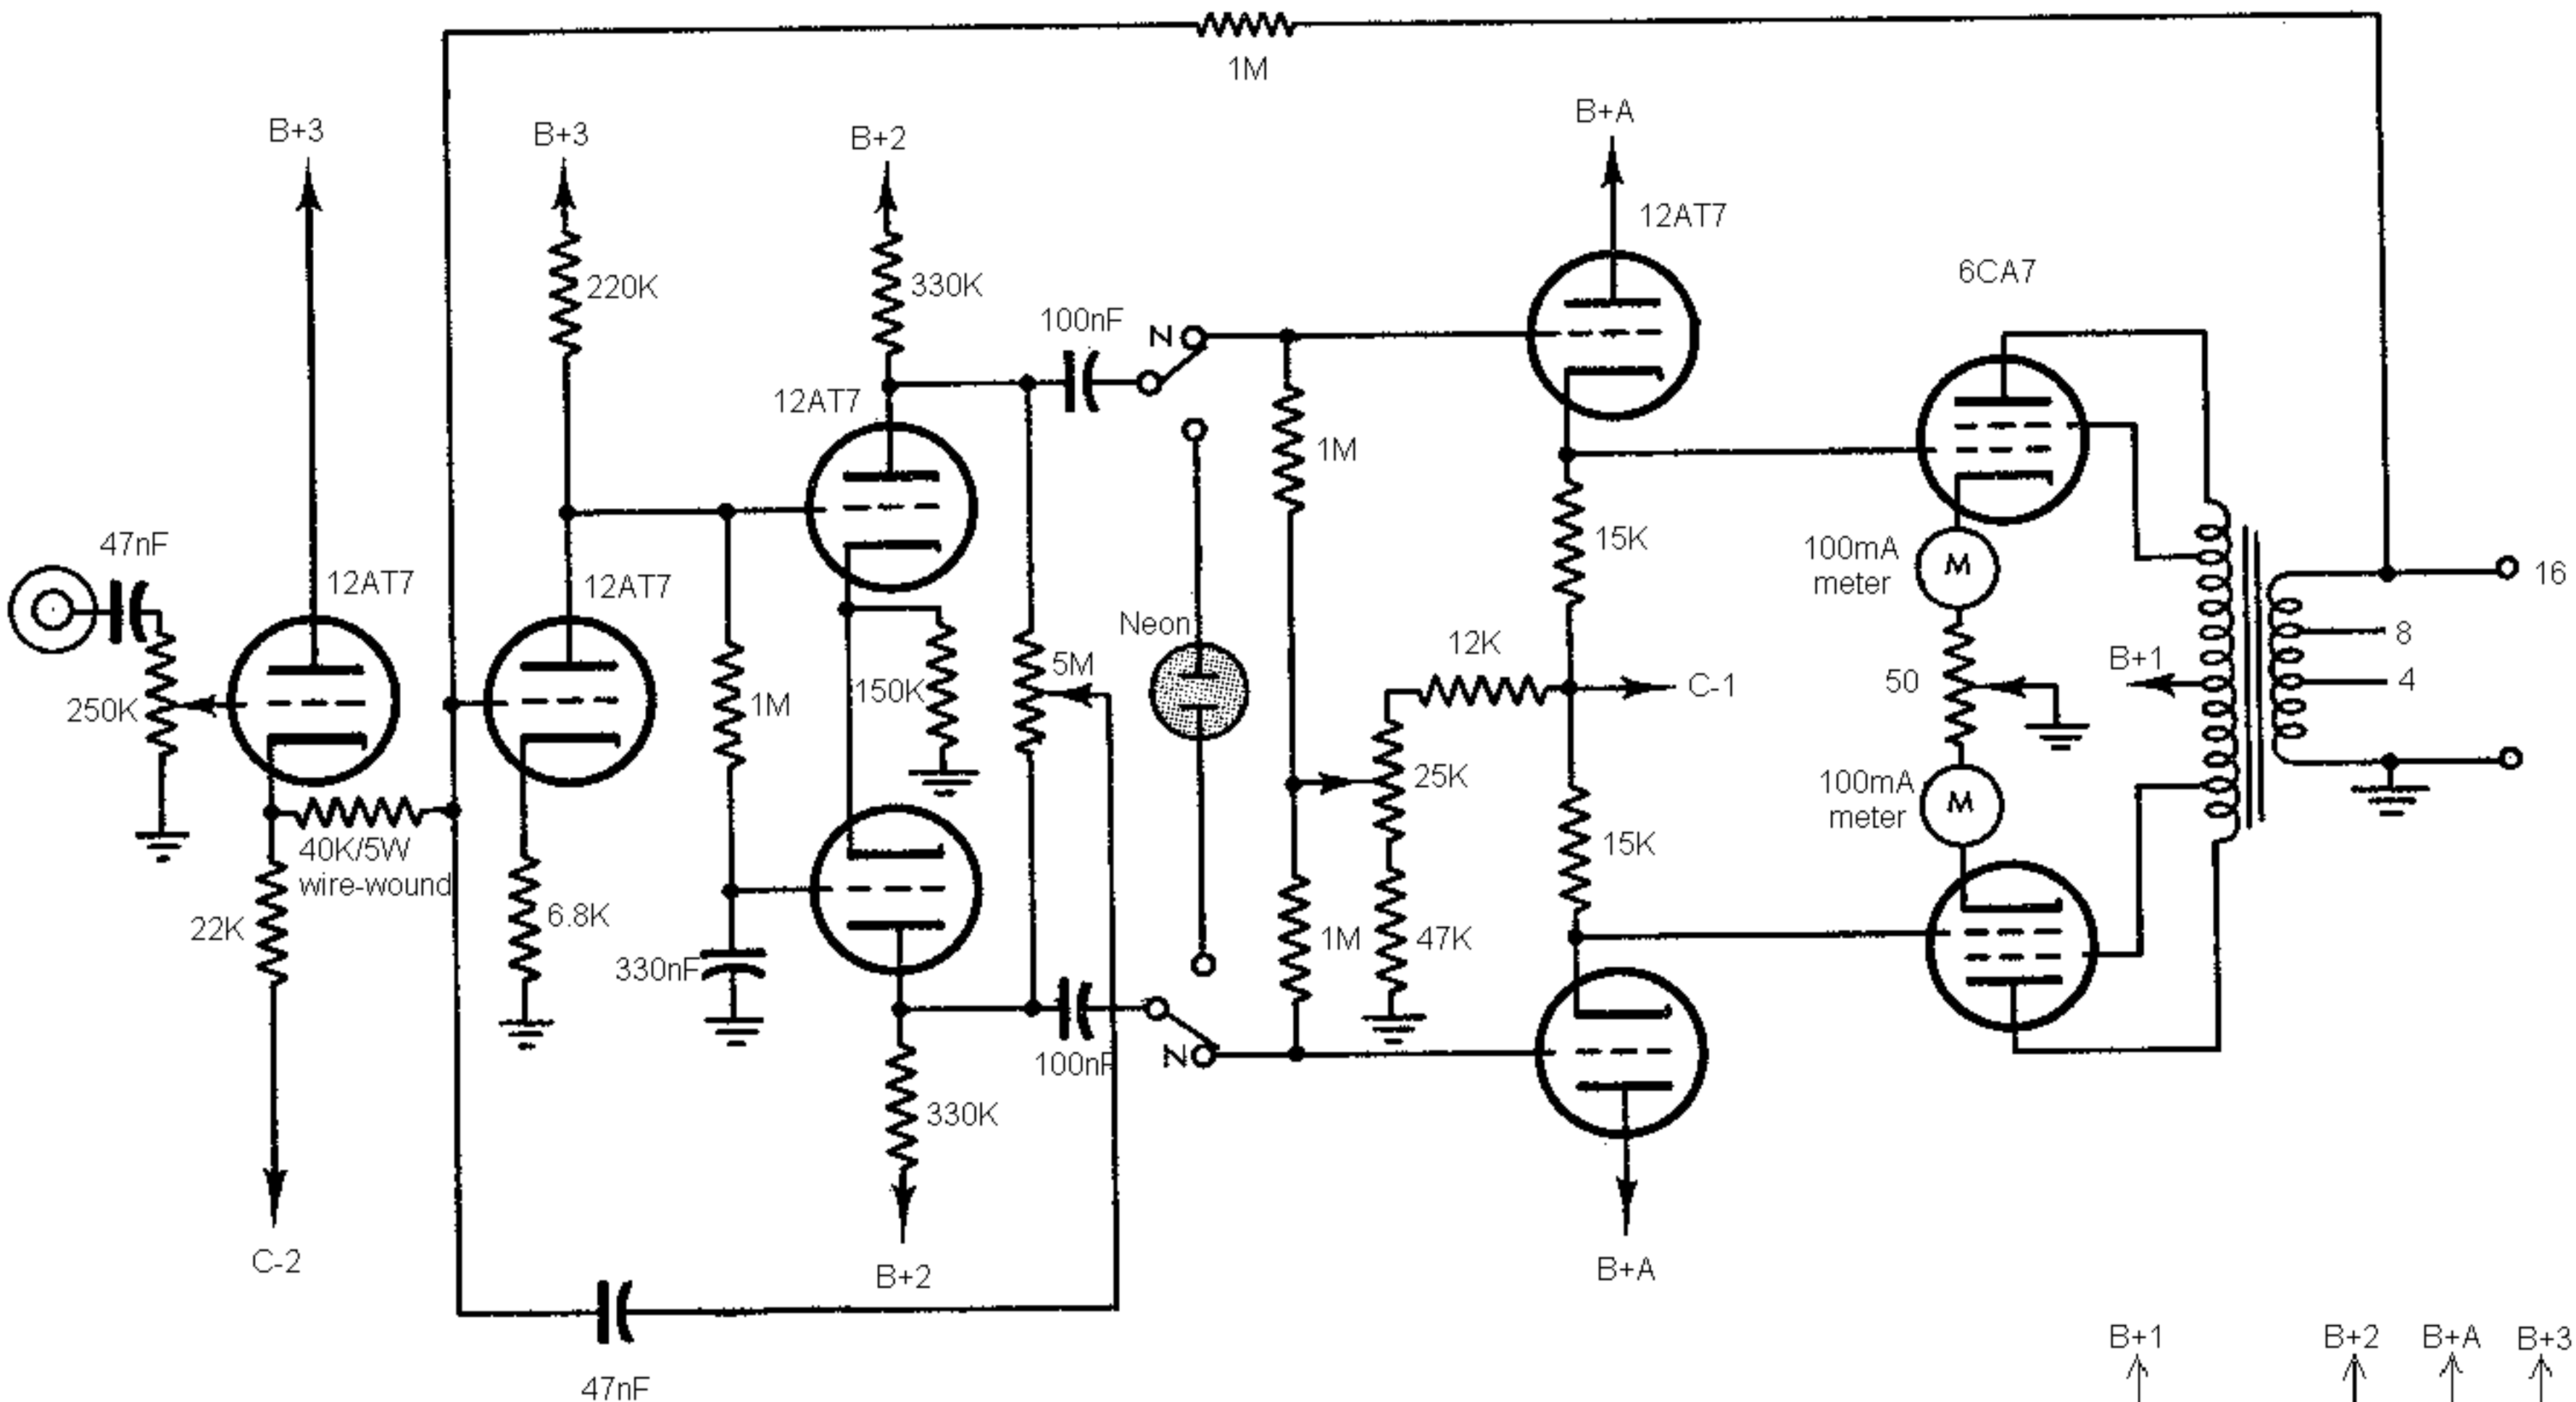 1M
B+3
B+3
B+2
B+A
12AT7
220K
330K
6CA7
100nF
N
12AT7
1M
47nF
15K
100mA
meter
M
16
12AT7
12AT7
Neon
8
12K
5M
B+1
250K
1M
150K
C-1
50
4
25K
100mA
meter
M
40K/5W
wire-wound
15K
22K
6.8K
1M
47K
330nF
100nF
N
330K
C-2
B+2
B+A
47nF
B+1
B+2
B+A
B+3